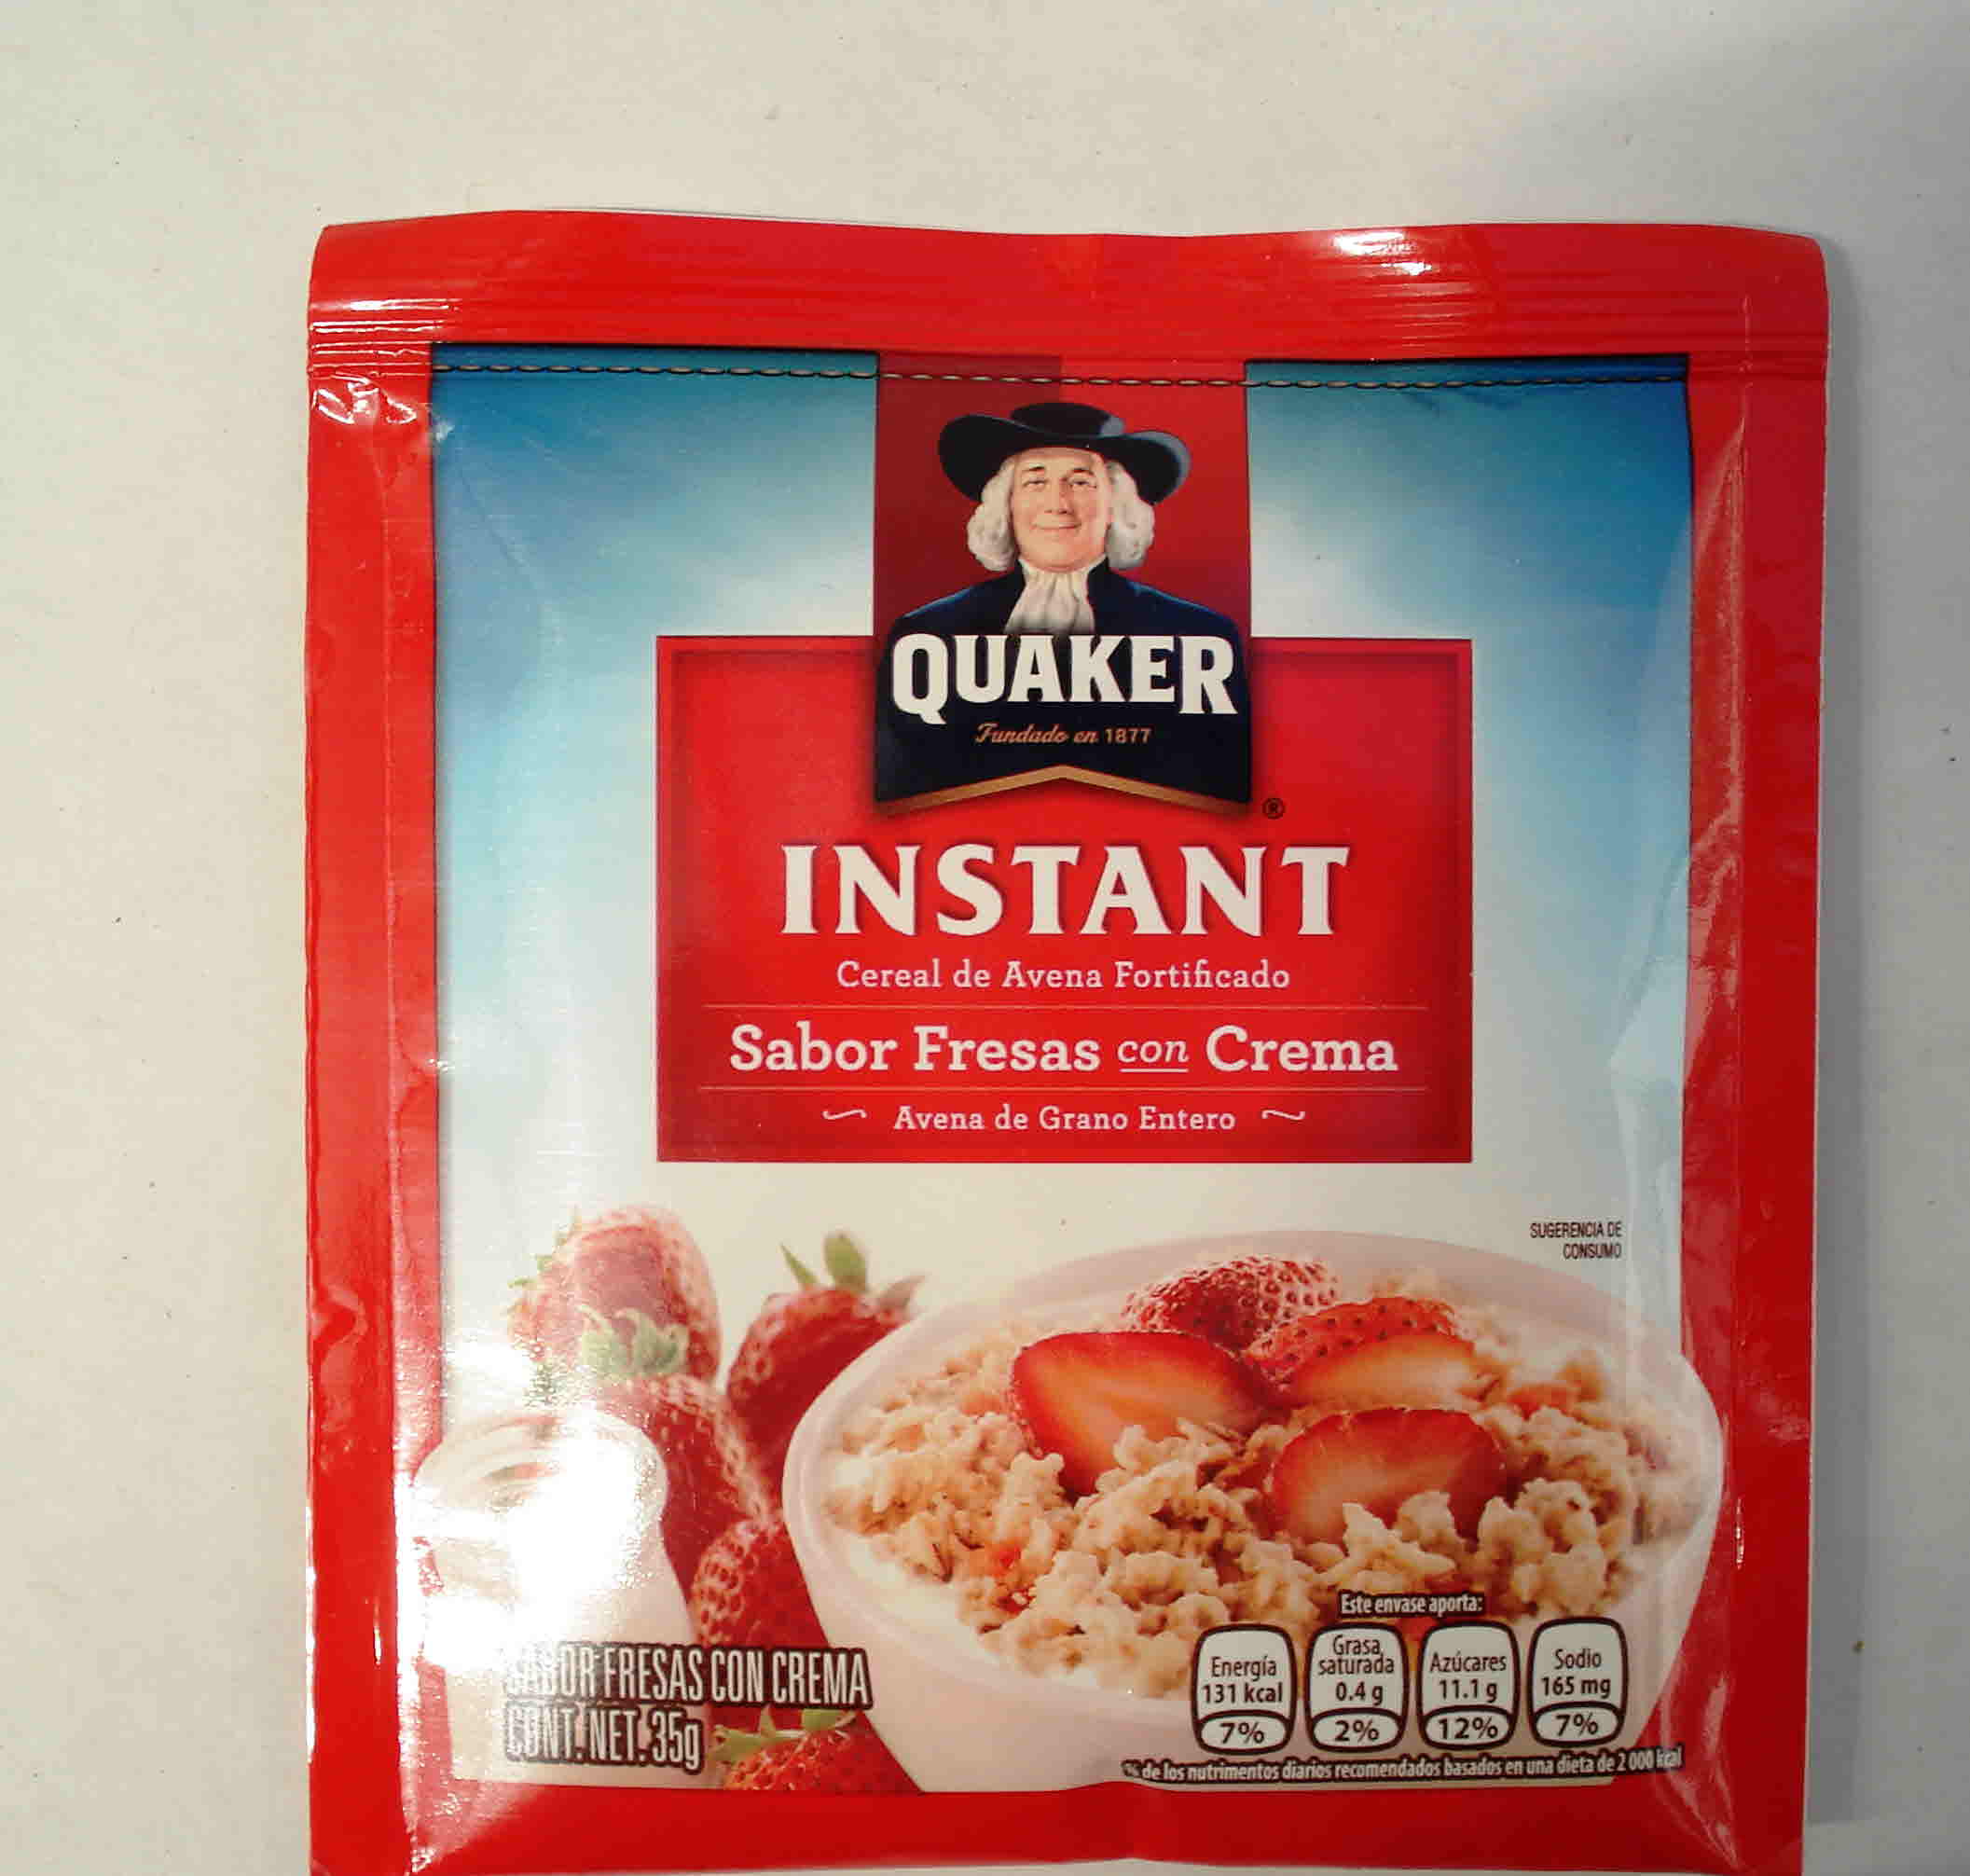 QUAKER
Fundado en 1877
®
INSTANT
Cereal de Avena Fortificado
Sabor Fresas con Crema
Avena de Grano Entero
SUGERENCIA DE
CONSUMO
Este envase aporta:
Energía
131 kcal
7%
Grasa
saturada
0.4 g
2%
Azúcares
11.1 g
12%
Sodio
165 mg
7%
% de los nutrimentos diarios recomendados basados en una dieta de 2 000 kcal
SABOR FRESAS CON CREMA
CONT. NET. 35g